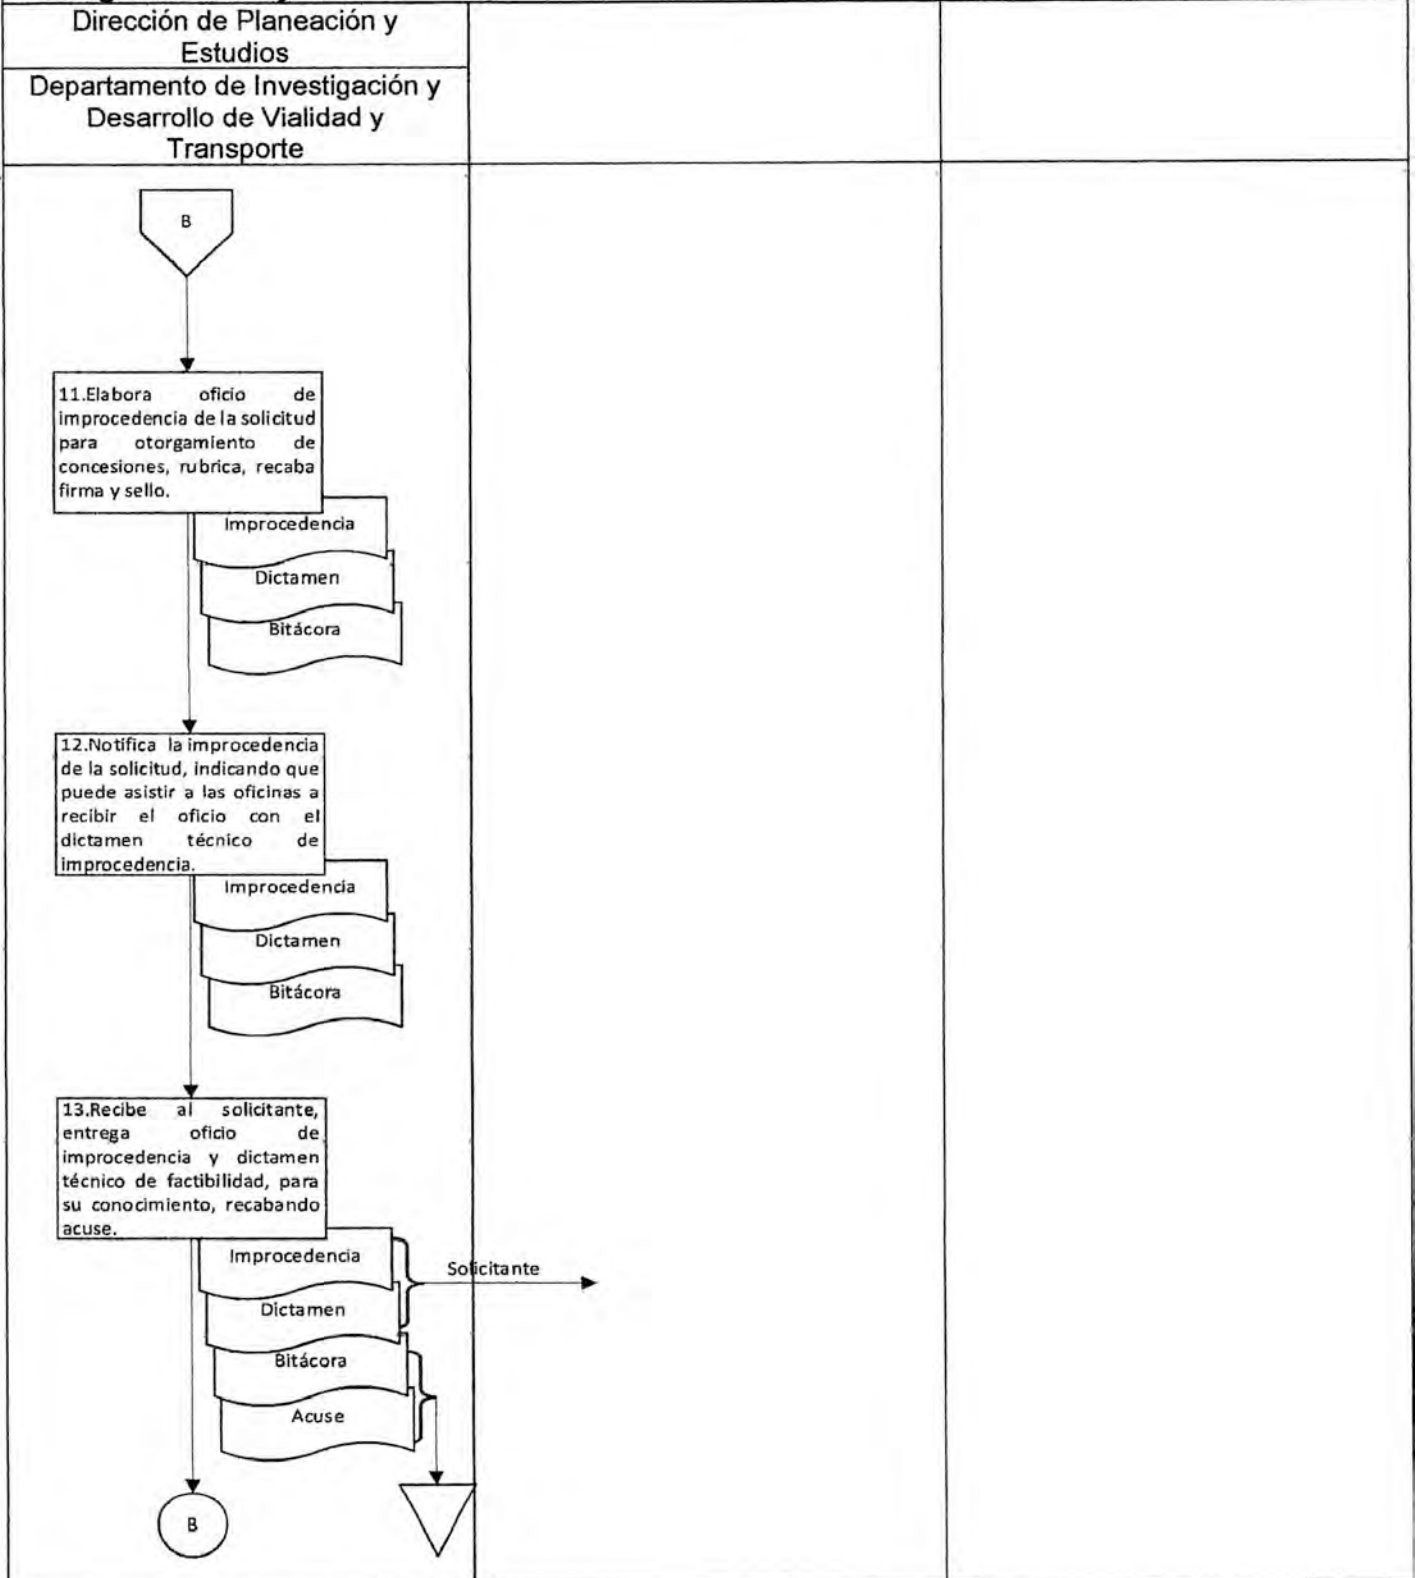 Dirección de Planeación y
Estudios
Departamento de Investigación y
Desarrollo de Vialidad y
Transporte
B
11.Elabora oficio de
improcedencia de la solicitud
para otorgamiento de
concesiones, rubrica, recaba
firma y sello.
Improcedencia
Dictamen
Bitácora
12.Notifica la improcedencia
de la solicitud, indicando que
puede asistir a las oficinas a
recibir el oficio con el
dictamen técnico de
improcedencia.
Improcedencia
Dictamen
Bitácora
13.Recibe al solicitante,
entrega oficio de
improcedencia y dictamen
técnico de factibilidad, para
su conocimiento, recabando
acuse.
Improcedencia
Solicitante
Dictamen
Bitácora
Acuse
B